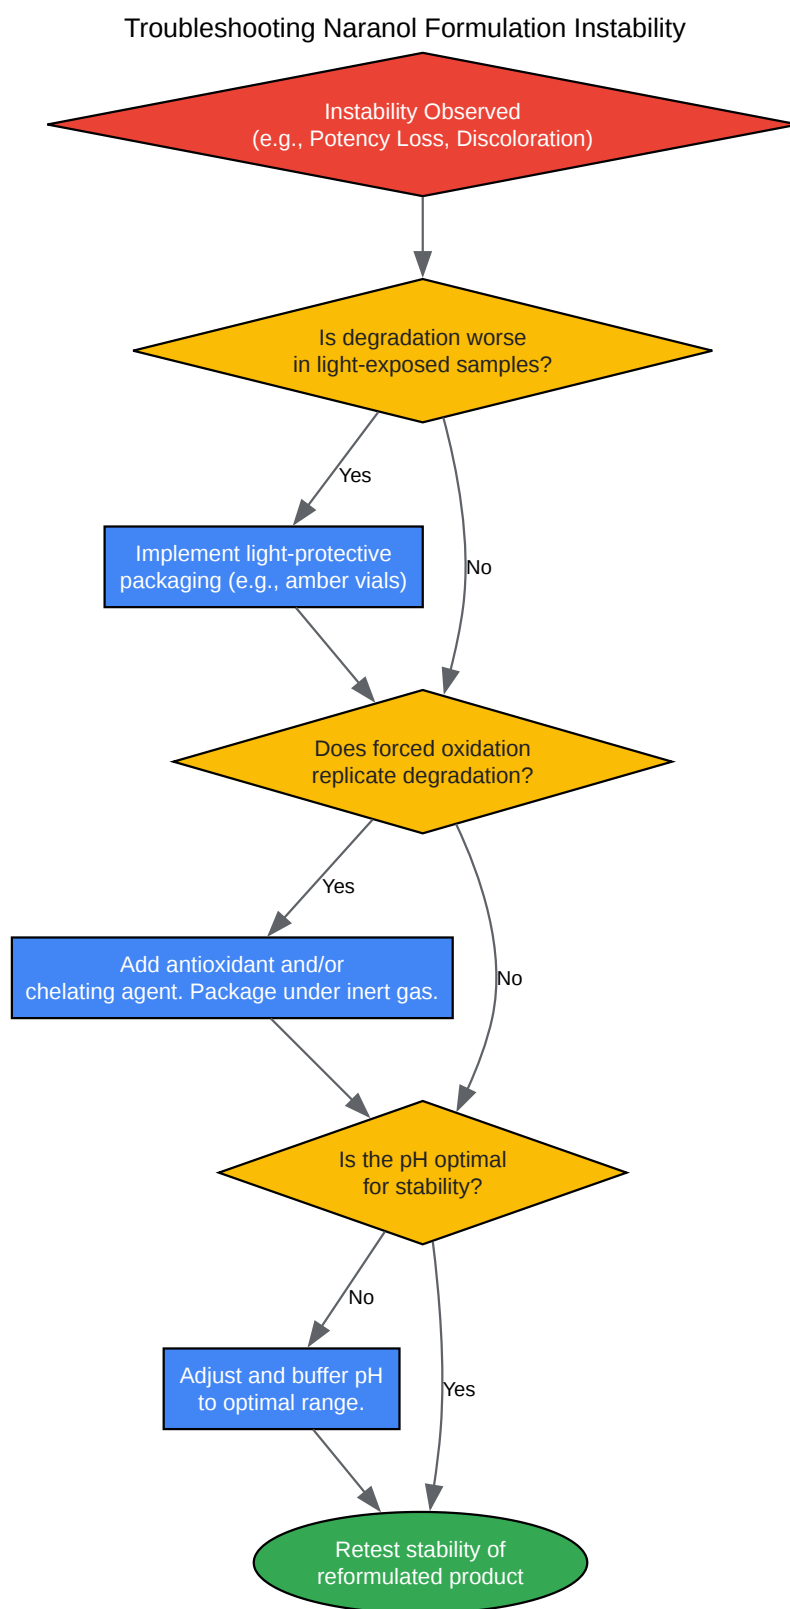 Troubleshooting Naranol Formulation Instability
Instability Observed
(e.g., Potency Loss, Discoloration)
Is degradation worse
in light-exposed samples?
Yes
Implement light-protective
packaging (e.g., amber vials)
No
Does forced oxidation
replicate degradation?
Yes
Add antioxidant and/or
chelating agent. Package under inert gas.
No
Is the pH optimal
for stability?
No
Adjust and buffer pH
to optimal range.
Yes
Retest stability of
reformulated product